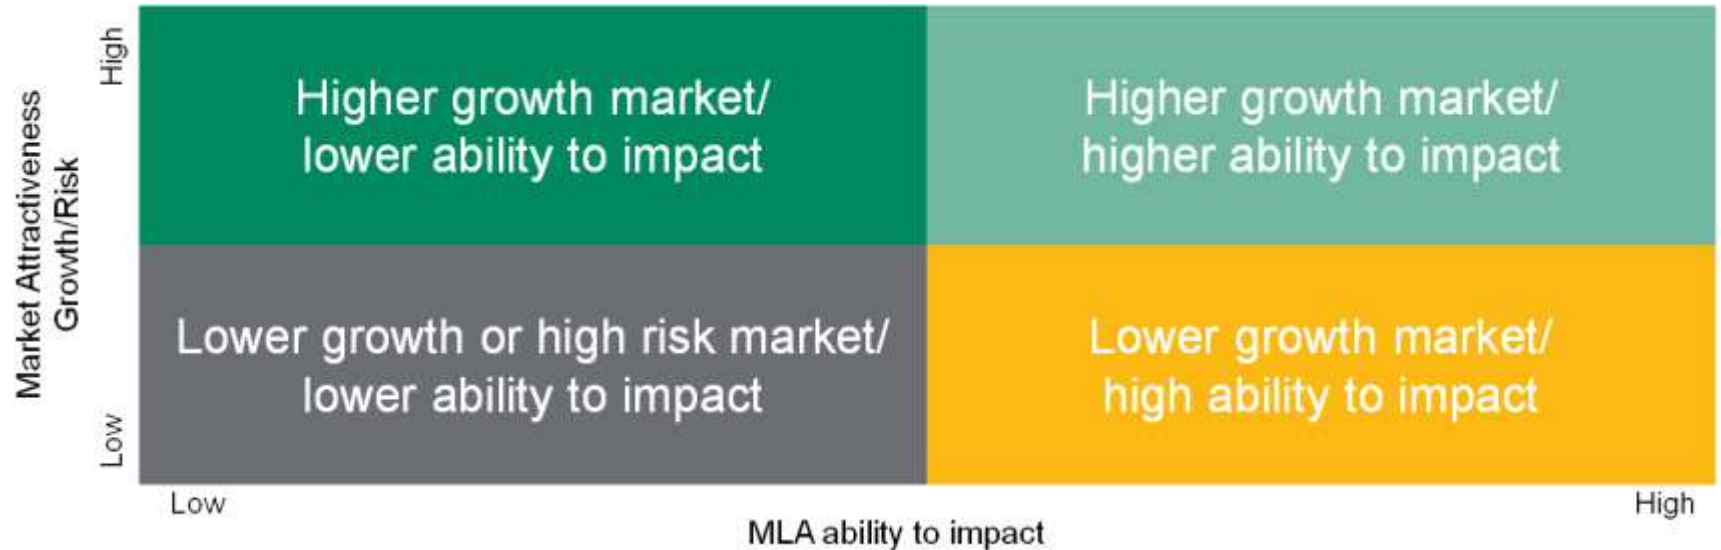 High
Market Attractiveness
Growth/Risk
Low
Higher growth market/
lower ability to impact
Higher growth market/
higher ability to impact
Lower growth or high risk market/
lower ability to impact
Lower growth market/
high ability to impact
Low
High
MLA ability to impact